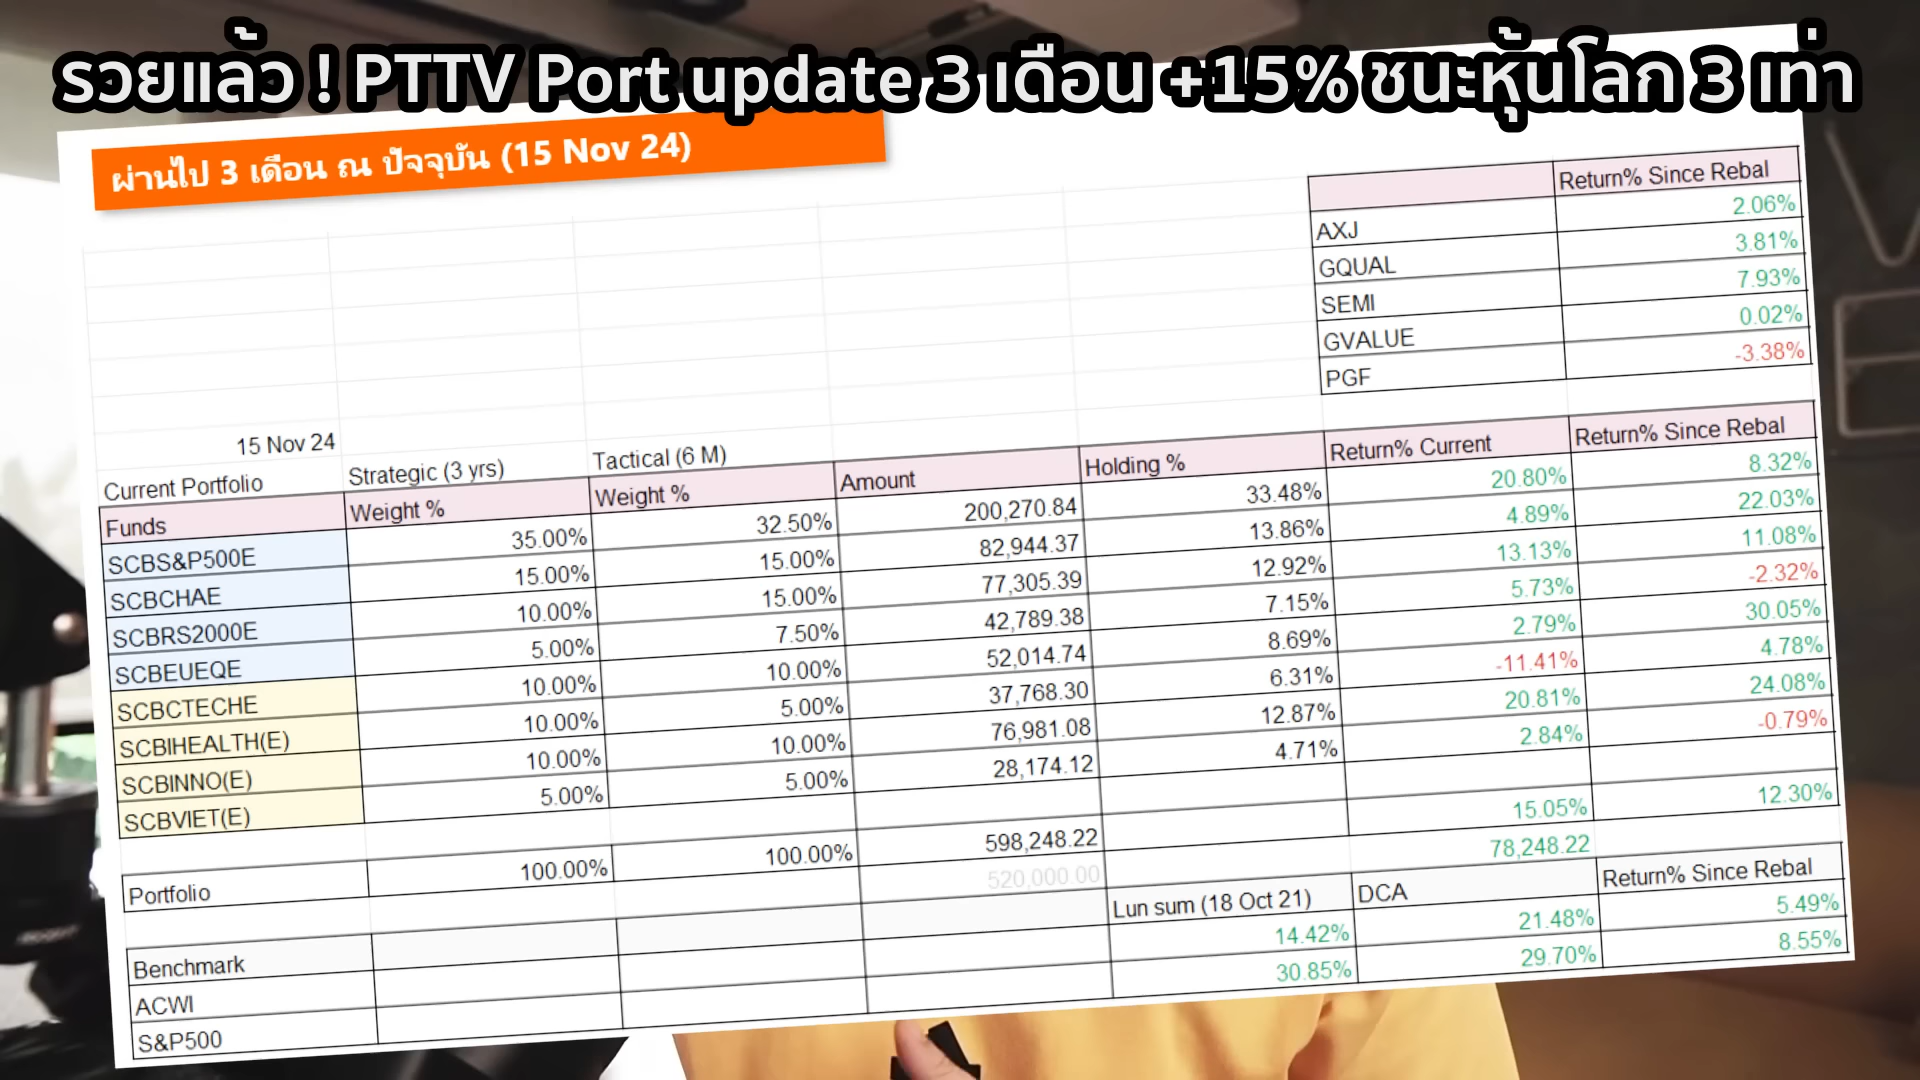 รวยแล้ว ! PTTV Port update 3 เดือน +15% ชนะหุ้นโลก 3 เท่า
ผ่านไป 3 เดือน ณ ปัจจุบัน (15 Nov 24)
Return% Since Rebal
AXJ 2.06%
GQUAL 3.81%
SEMI 7.93%
GVALUE 0.02%
PGF -3.38%
15 Nov 24
Current Portfolio Strategic (3 yrs) Tactical (6 M)
Funds Weight % Weight % Amount Holding % Return% Current Return% Since Rebal
SCBS&P500E 35.00% 32.50% 200,270.84 33.48% 20.80% 8.32%
SCBCHAE 15.00% 15.00% 82,944.37 13.86% 4.89% 22.03%
SCBRS2000E 10.00% 15.00% 77,305.39 12.92% 13.13% 11.08%
SCBEUEQE 5.00% 7.50% 42,789.38 7.15% 5.73% -2.32%
SCBCTECHE 10.00% 10.00% 52,014.74 8.69% 2.79% 30.05%
SCBIHEALTH(E) 10.00% 5.00% 37,768.30 6.31% -11.41% 4.78%
SCBINNO(E) 10.00% 10.00% 76,981.08 12.87% 20.81% 24.08%
SCBVIET(E) 5.00% 5.00% 28,174.12 4.71% 2.84% -0.79%
Portfolio 100.00% 100.00% 598,248.22 15.05% 12.30%
520,000.00 78,248.22
Benchmark Lun sum (18 Oct 21) DCA Return% Since Rebal
ACWI 14.42% 21.48% 5.49%
S&P500 30.85% 29.70% 8.55%